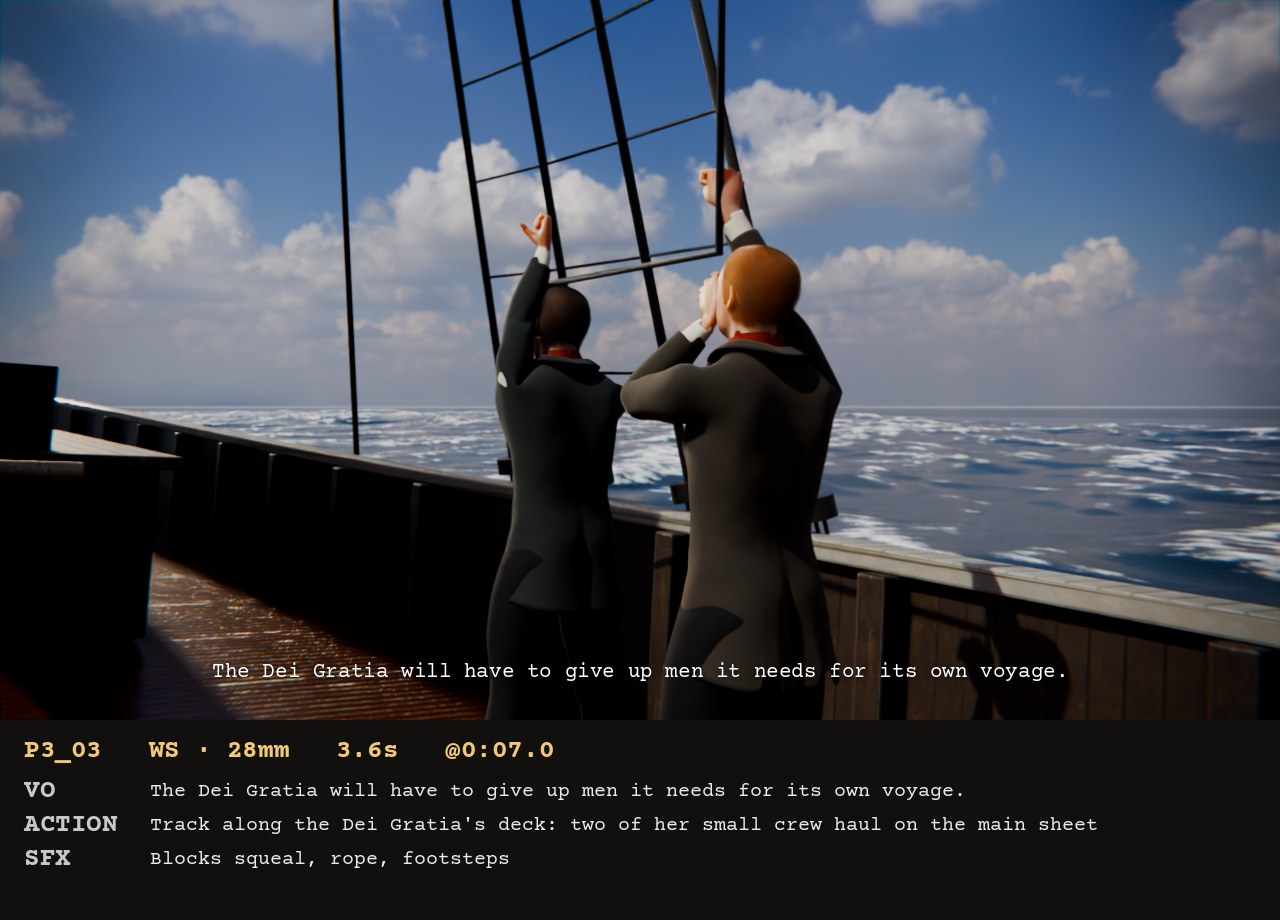 The Dei Gratia will have to give up men it needs for its own voyage.
P3_03 WS · 28mm 3.6s @0:07.0
VO The Dei Gratia will have to give up men it needs for its own voyage.
ACTION Track along the Dei Gratia's deck: two of her small crew haul on the main sheet
SFX Blocks squeal, rope, footsteps